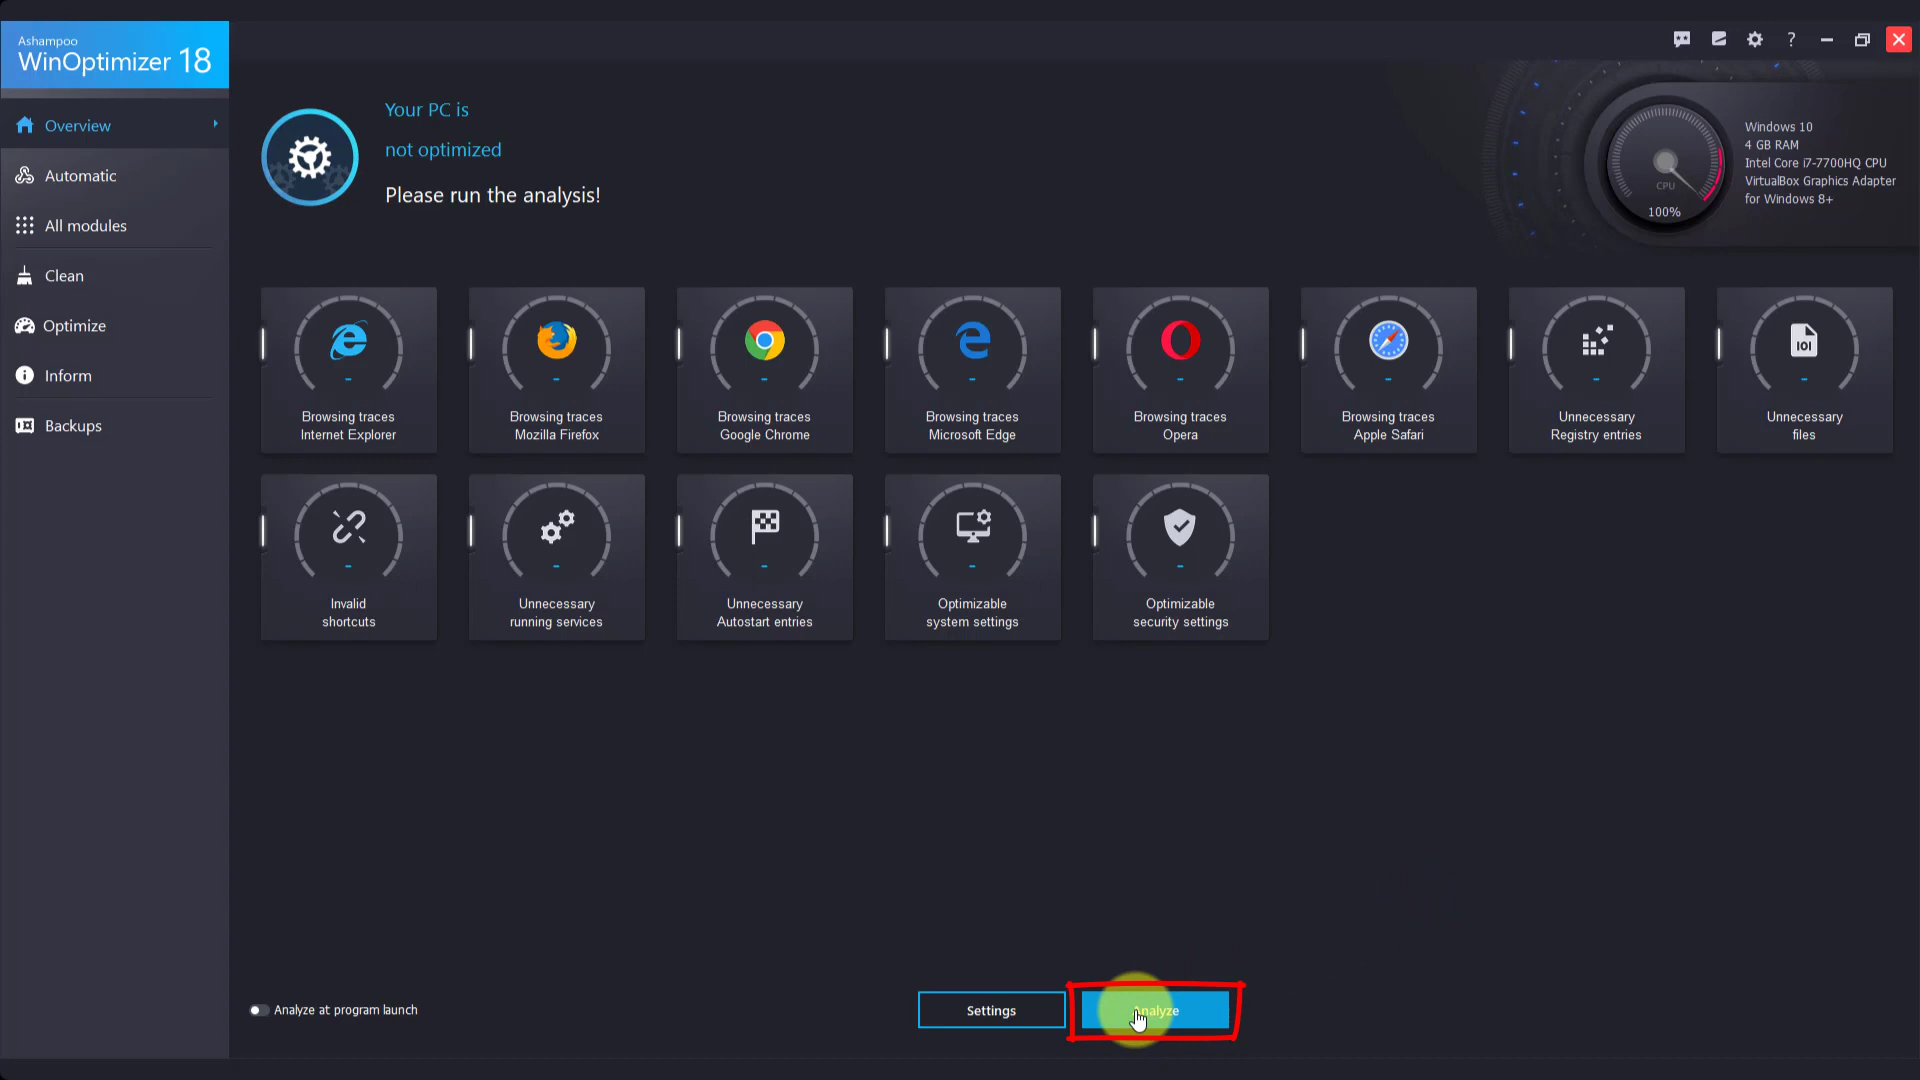 Ashampoo
WinOptimizer 18
Overview
Automatic
All modules
Clean
Optimize
Inform
Backups
Your PC is
not optimized
Please run the analysis!
CPU
100%
Windows 10
4 GB RAM
Intel Core i7-7700HQ CPU
VirtualBox Graphics Adapter
for Windows 8+
Browsing traces
Internet Explorer
Browsing traces
Mozilla Firefox
Browsing traces
Google Chrome
Browsing traces
Microsoft Edge
Browsing traces
Opera
Browsing traces
Apple Safari
Unnecessary
Registry entries
IOI
Unnecessary
files
Invalid
shortcuts
Unnecessary
running services
Unnecessary
Autostart entries
Optimizable
system settings
Optimizable
security settings
Analyze at program launch
Settings
Analyze